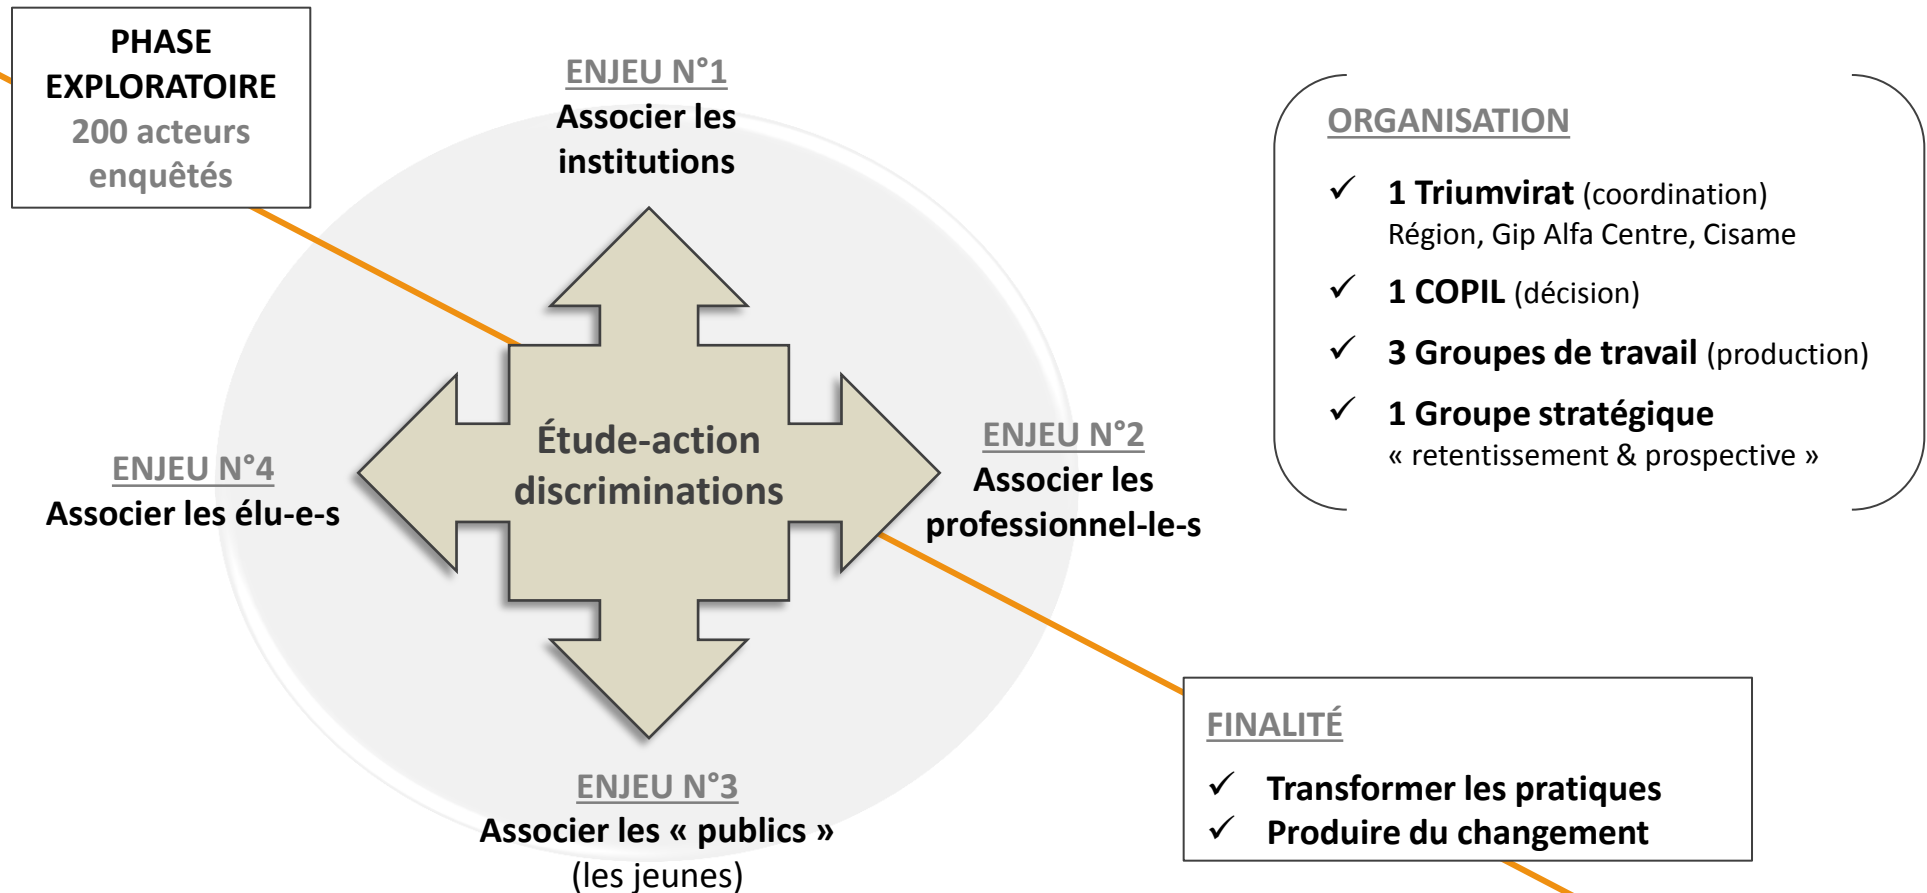 PHASE
EXPLORATOIRE
200 acteurs
enquêtés
ENJEU N°1
Associer les
institutions
ORGANISATION
✓ 1 Triumvirat (coordination)
Région, Gip Alfa Centre, Cisame
✓ 1 COPIL (décision)
✓ 3 Groupes de travail (production)
✓ 1 Groupe stratégique
« retentissement & prospective »
Étude-action
discriminations
ENJEU N°2
Associer les
professionnel-le-s
ENJEU N°4
Associer les élu-e-s
ENJEU N°3
Associer les « publics »
(les jeunes)
FINALITÉ
✓ Transformer les pratiques
✓ Produire du changement